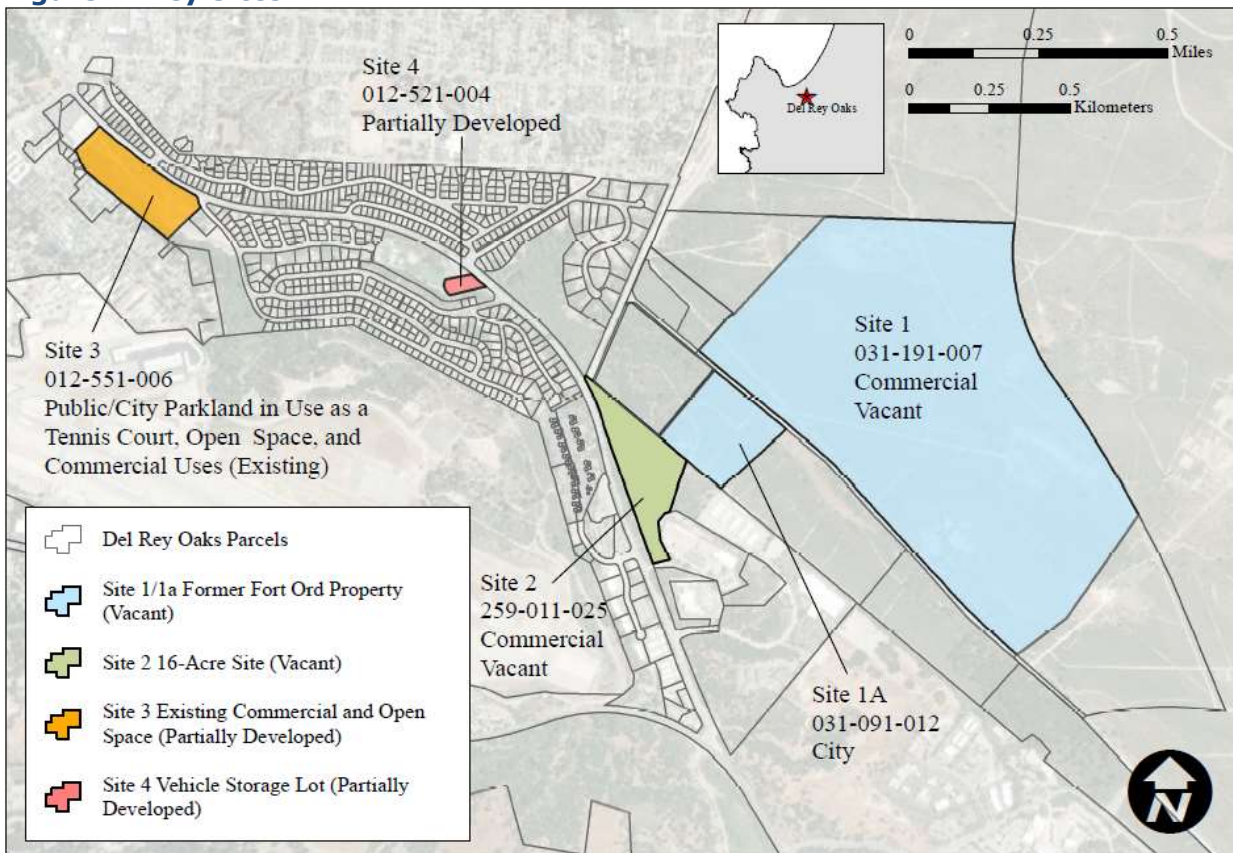 Site 4
012-521-004
Partially Developed
Del Rey Oaks
0 0.25 0.5
Miles
0 0.25 0.5
Kilometers
Site 1
031-191-007
Commercial
Vacant
Site 3
012-551-006
Public/City Parkland in Use as a
Tennis Court, Open Space, and
Commercial Uses (Existing)
Site 2
259-011-025
Commercial
Vacant
Site 1A
031-091-012
City
Del Rey Oaks Parcels
Site 1/1a Former Fort Ord Property
(Vacant)
Site 2 16-Acre Site (Vacant)
Site 3 Existing Commercial and Open
Space (Partially Developed)
Site 4 Vehicle Storage Lot (Partially
Developed)
N